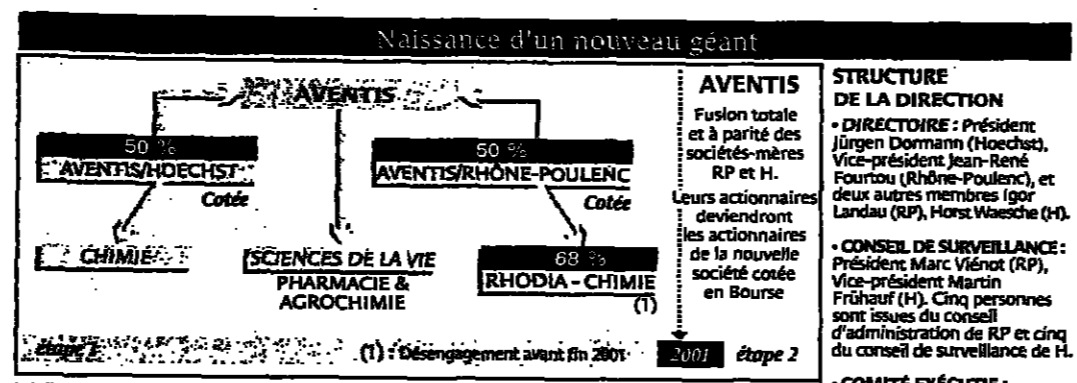 Naissance d'un nouveau géant
AVENTIS
50 %
AVENTIS/HOECHST
Cotée
50 %
AVENTIS/RHÔNE-POULENC
Cotée
CHIMIE
SCIENCES DE LA VIE
PHARMACIE &
AGROCHIMIE
68 %
RHODIA - CHIMIE
(1)
étape 1
(1) : Désengagement avant fin 2001
AVENTIS
Fusion totale
et à parité des
sociétés-mères
RP et H.
Leurs actionnaires
deviendront
les actionnaires
de la nouvelle
société cotée
en Bourse
2001 étape 2
STRUCTURE
DE LA DIRECTION
• DIRECTOIRE : Président
Jürgen Dormann (Hoechst),
Vice-président Jean-René
Fourtou (Rhône-Poulenc), et
deux autres membres Igor
Landau (RP), Horst Waesche (H).
• CONSEIL DE SURVEILLANCE :
Président Marc Viénot (RP),
Vice-président Martin
Frühauf (H). Cinq personnes
sont issues du conseil
d'administration de RP et cinq
du conseil de surveillance de H.
• COMITÉ EXÉCUTIF :